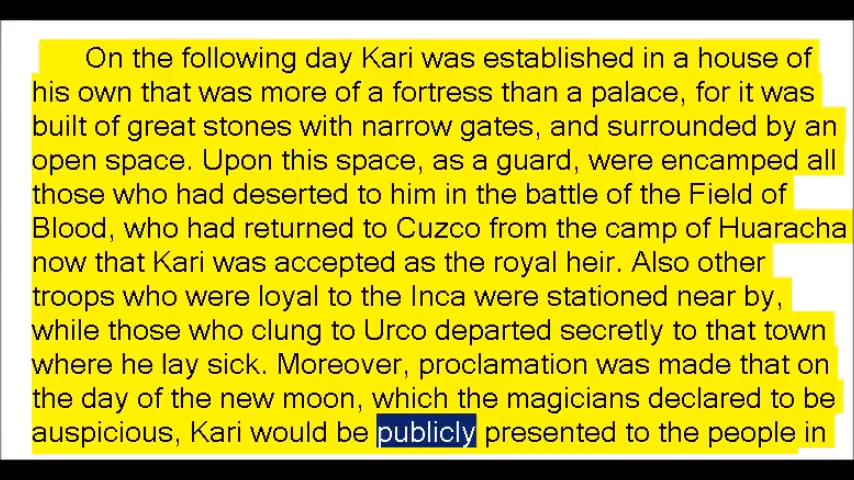 On the following day Kari was established in a house of
his own that was more of a fortress than a palace, for it was
built of great stones with narrow gates, and surrounded by an
open space. Upon this space, as a guard, were encamped all
those who had deserted to him in the battle of the Field of
Blood, who had returned to Cuzco from the camp of Huaracha
now that Kari was accepted as the royal heir. Also other
troops who were loyal to the Inca were stationed near by,
while those who clung to Urco departed secretly to that town
where he lay sick. Moreover, proclamation was made that on
the day of the new moon, which the magicians declared to be
auspicious, Kari would be publicly presented to the people in